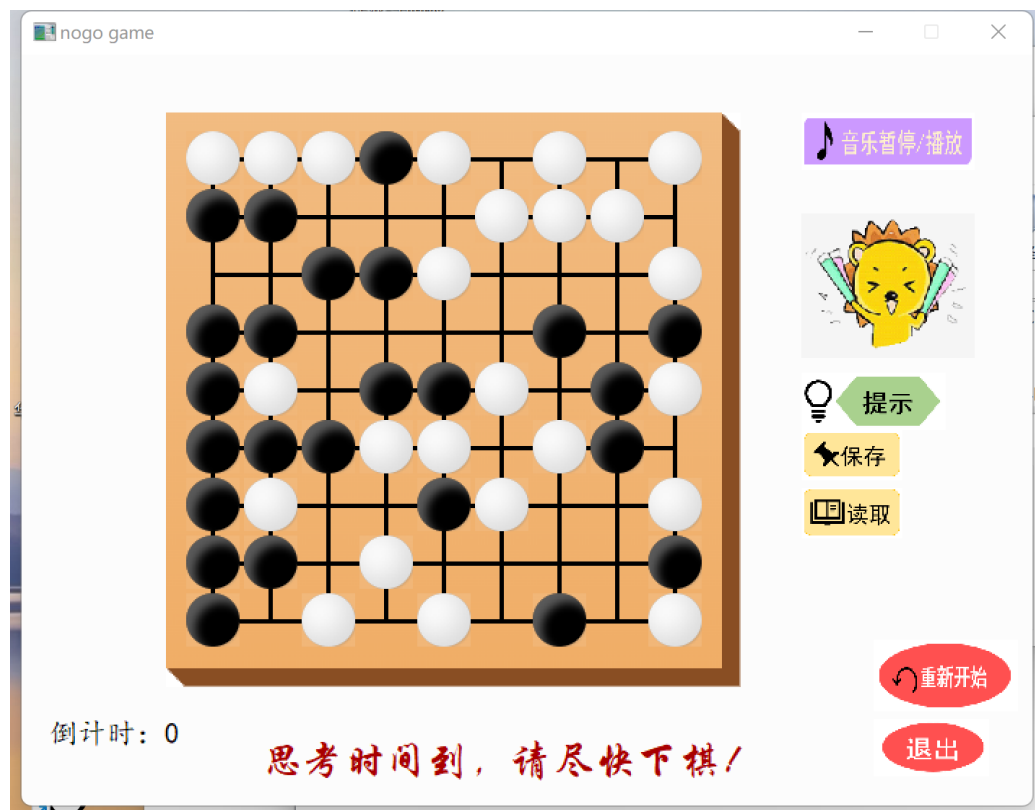 nogo game
音乐暂停/播放
提示
保存
读取
重新开始
倒计时：0
思考时间到，请尽快下棋！
退出